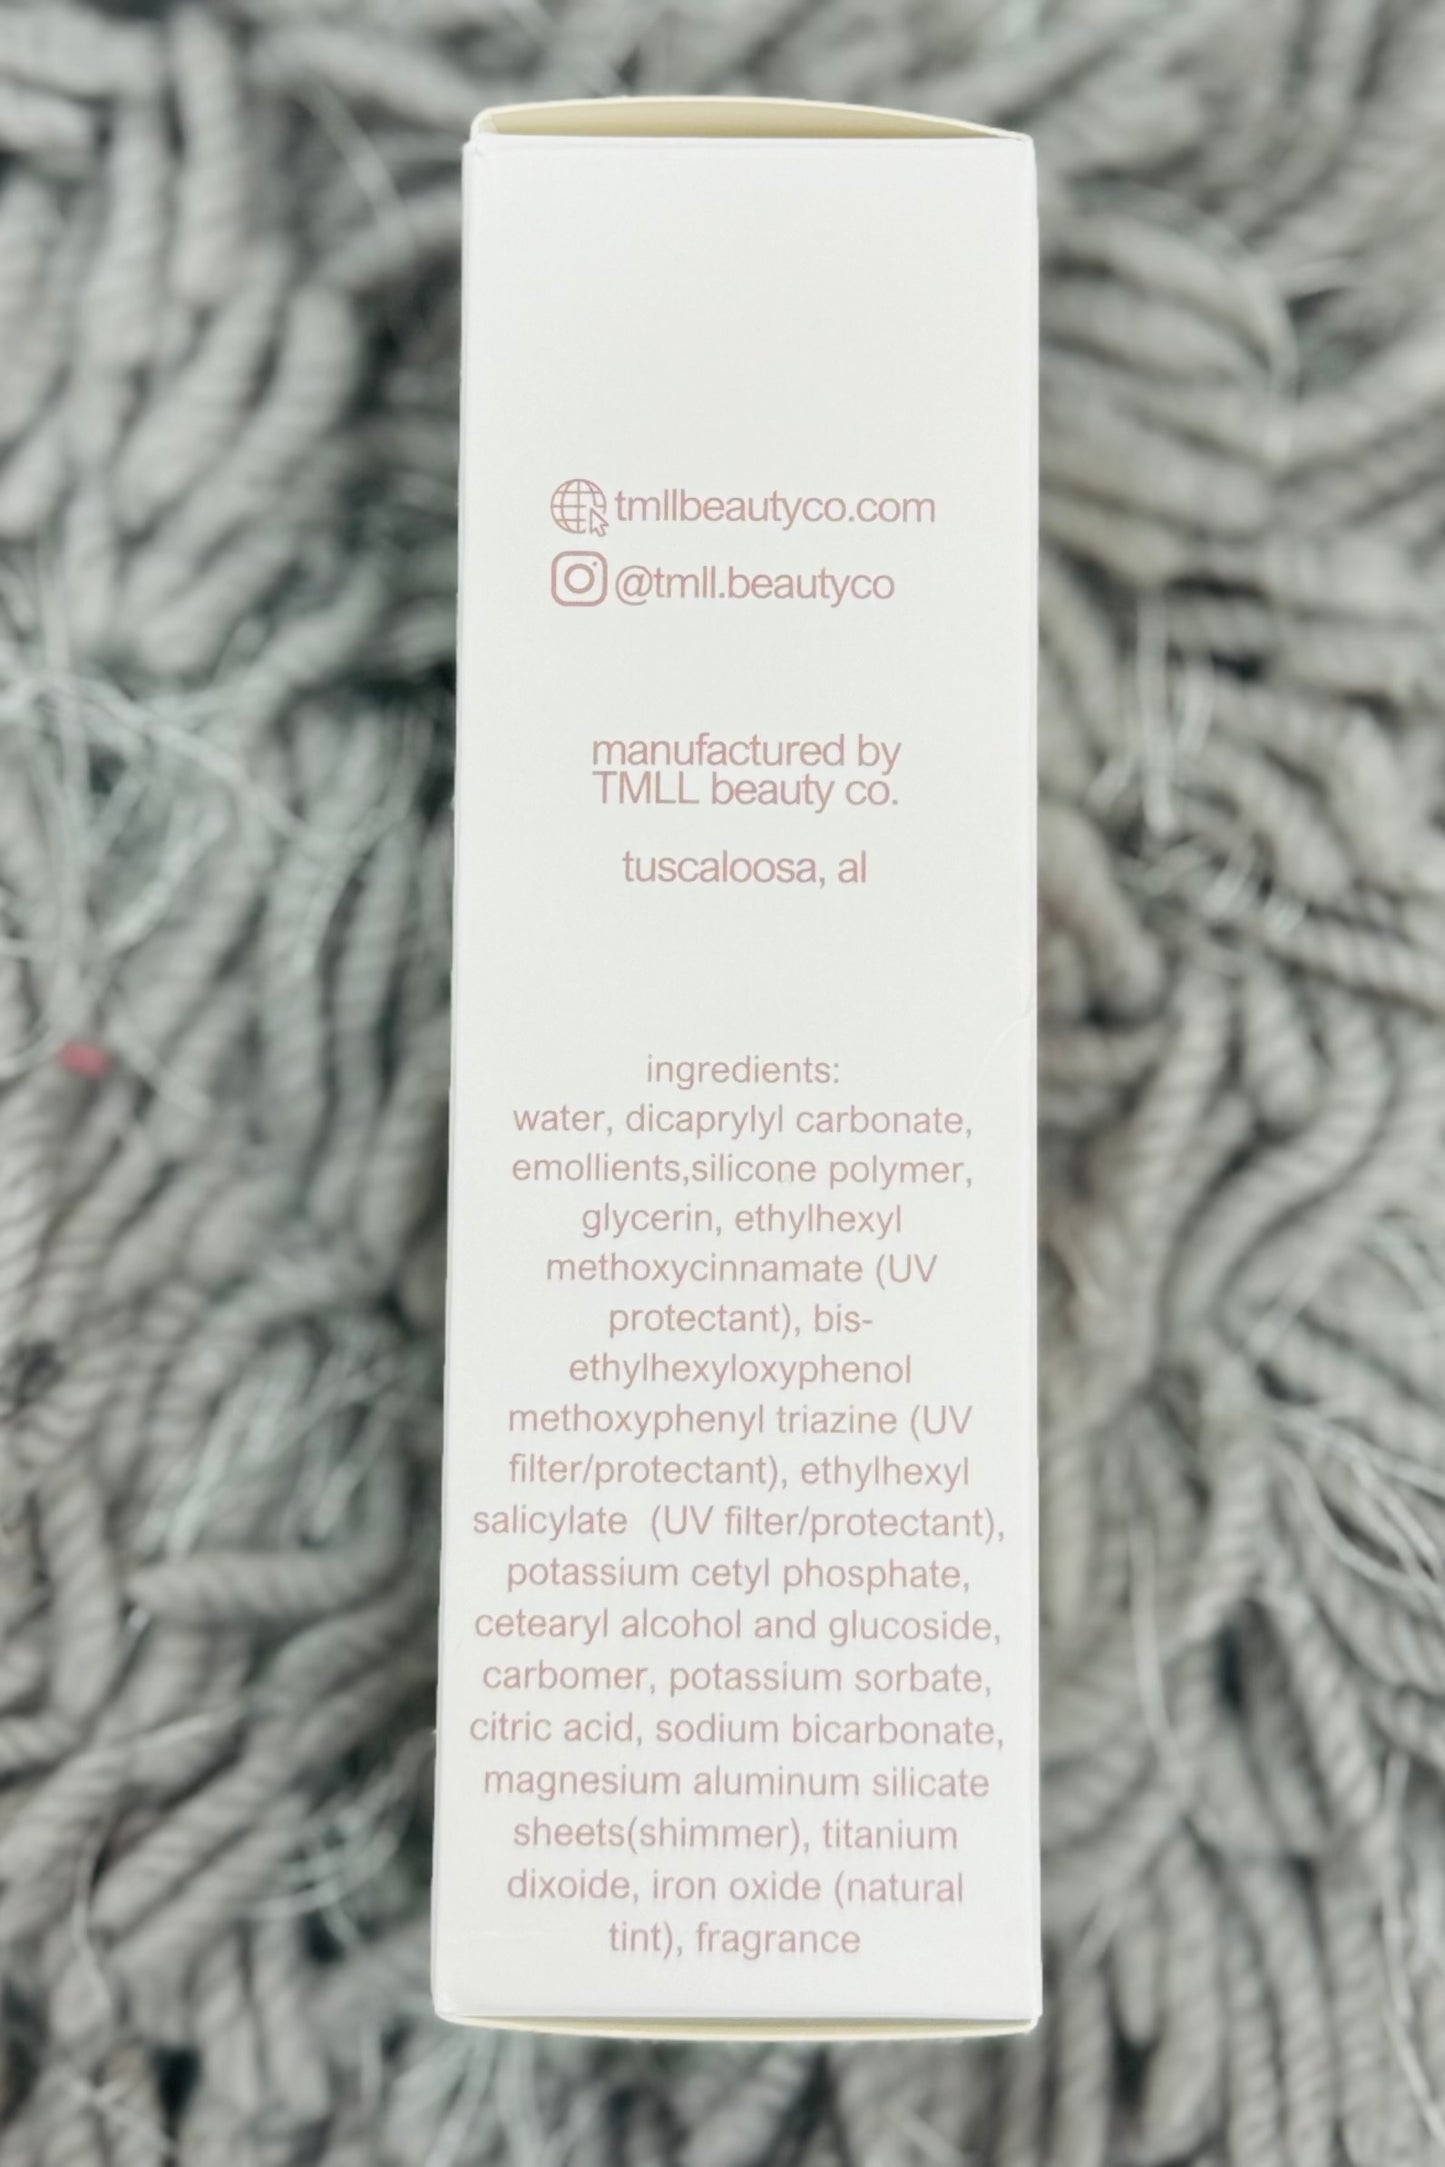 tmllbeautyco.com
@tmll.beautyco
manufactured by
TMLL beauty co.
tuscaloosa, al
ingredients:
water, dicaprylyl carbonate,
emollients,silicone polymer,
glycerin, ethylhexyl
methoxycinnamate (UV
protectant), bis-
ethylhexyloxyphenol
methoxyphenyl triazine (UV
filter/protectant), ethylhexyl
salicylate  (UV filter/protectant),
potassium cetyl phosphate,
cetearyl alcohol and glucoside,
carbomer, potassium sorbate,
citric acid, sodium bicarbonate,
magnesium aluminum silicate
sheets(shimmer), titanium
dixoide, iron oxide (natural
tint), fragrance